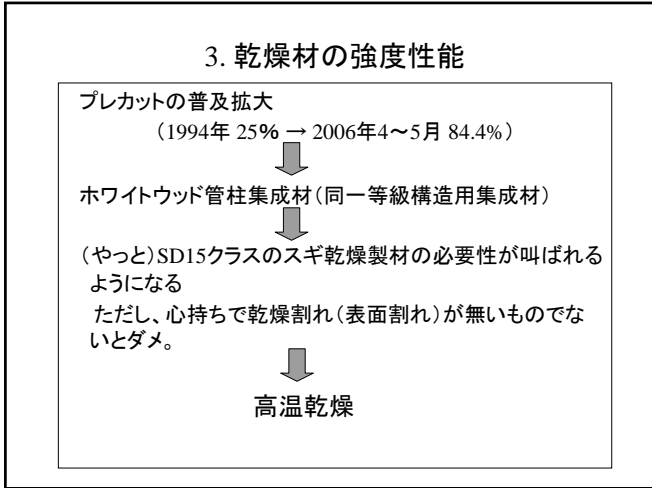 3. 乾燥材の強度性能
プレカットの普及拡大
（1994年 25% → 2006年4～5月 84.4%）
ホワイトウッド管柱集成材（同一等級構造用集成材）
（やっと）SD15クラスのスギ乾燥製材の必要性が叫ばれる
ようになる
ただし、心持ちで乾燥割れ（表面割れ）が無いものでな
いとダメ。
高温乾燥